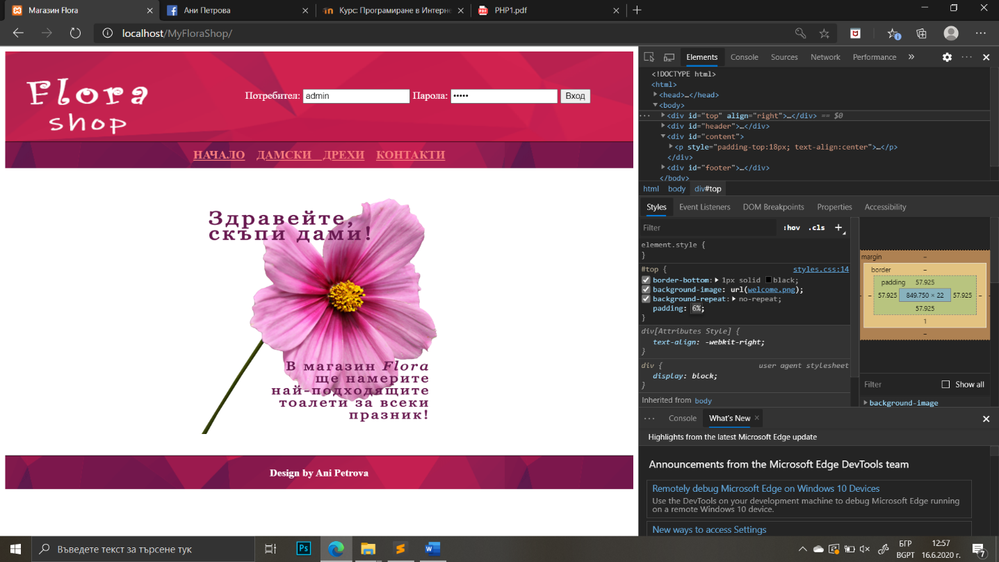 Магазин Flora
Ани Петрова
Курс: Програмиране в Интерне
PHP1.pdf
localhost/MyFloraShop/
Flora
shop
Потребител: admin Парола: ••••• Вход
НАЧАЛО ДАМСКИ ДРЕХИ КОНТАКТИ
Здравейте,
скъпи дами!
В магазин Flora
ще намерите
най-подходящите
тоалети за всеки
празник!
Design by Ani Petrova
Elements Console Sources Network Performance »
<!DOCTYPE html>
<html>
<head>…</head>
<body>
<div id="top" align="right">…</div> == $0
<div id="header">…</div>
<div id="content">
<p style="padding-top:18px; text-align:center">…</p>
</div>
<div id="footer">…</div>
</body>
html body div#top
Styles Event Listeners DOM Breakpoints Properties Accessibility
Filter :hov .cls +
element.style {
}
#top { styles.css:14
border-bottom: 1px solid black;
background-image: url(welcome.png);
background-repeat: no-repeat;
padding: 6%;
}
div[Attributes Style] {
text-align: -webkit-right;
}
div { user agent stylesheet
display: block;
}
Inherited from body
margin –
border –
padding 57.925
– 57.925 849.750 × 22 57.925 –
57.925
1
–
Filter Show all
background-image
Console What's New
Highlights from the latest Microsoft Edge update
Announcements from the Microsoft Edge DevTools team
Remotely debug Microsoft Edge on Windows 10 Devices
Use the DevTools on your development machine to debug Microsoft Edge running
on a remote Windows 10 device.
New ways to access Settings
Въведете текст за търсене тук
Ps
W
БГР
BGPT
12:57
16.6.2020 г.
7